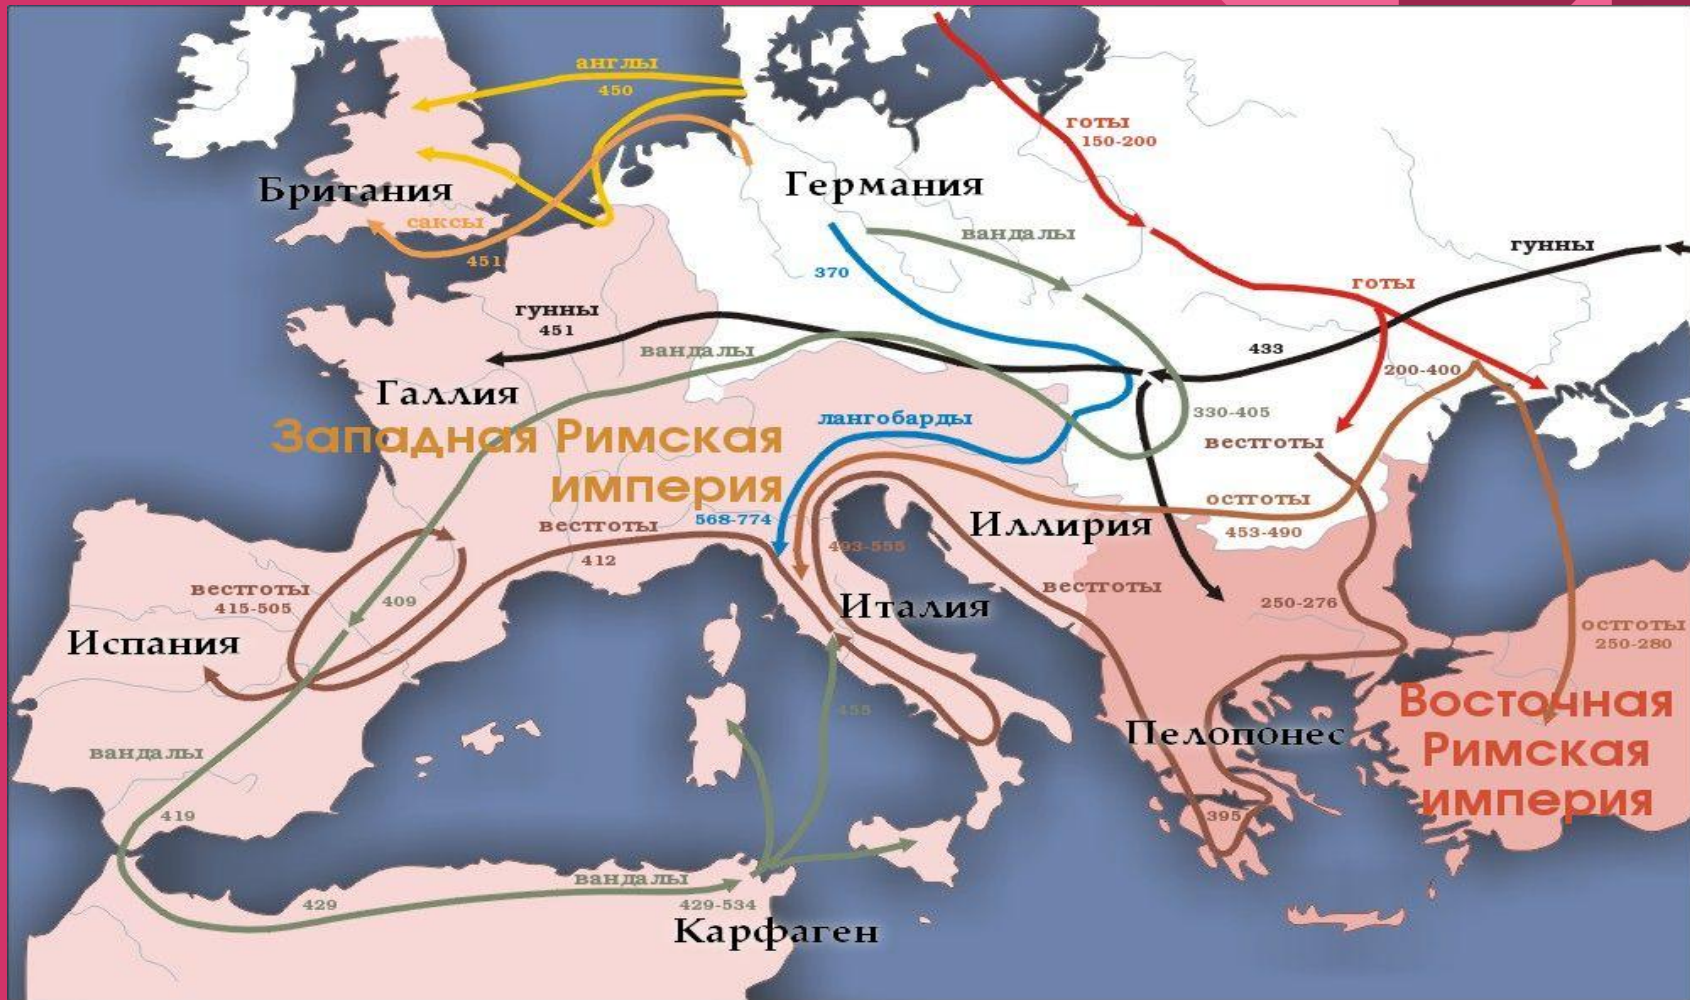 англы
450
готы
150-200
Британия
Германия
саксы
451
вандалы
гунны
370
готы
гунны
451
вандалы
433
200-400
Галлия
330-405
лангобарды
вестготы
Западная Римская
империя
568-774
вестготы
412
остготы
453-490
Иллирия
493-555
вестготы
вестготы
415-505
409
250-276
Италия
остготы
250-280
Испания
455
Восточная
Римская
империя
Пелопонес
395
вандалы
419
вандалы
429
429-534
Карфаген